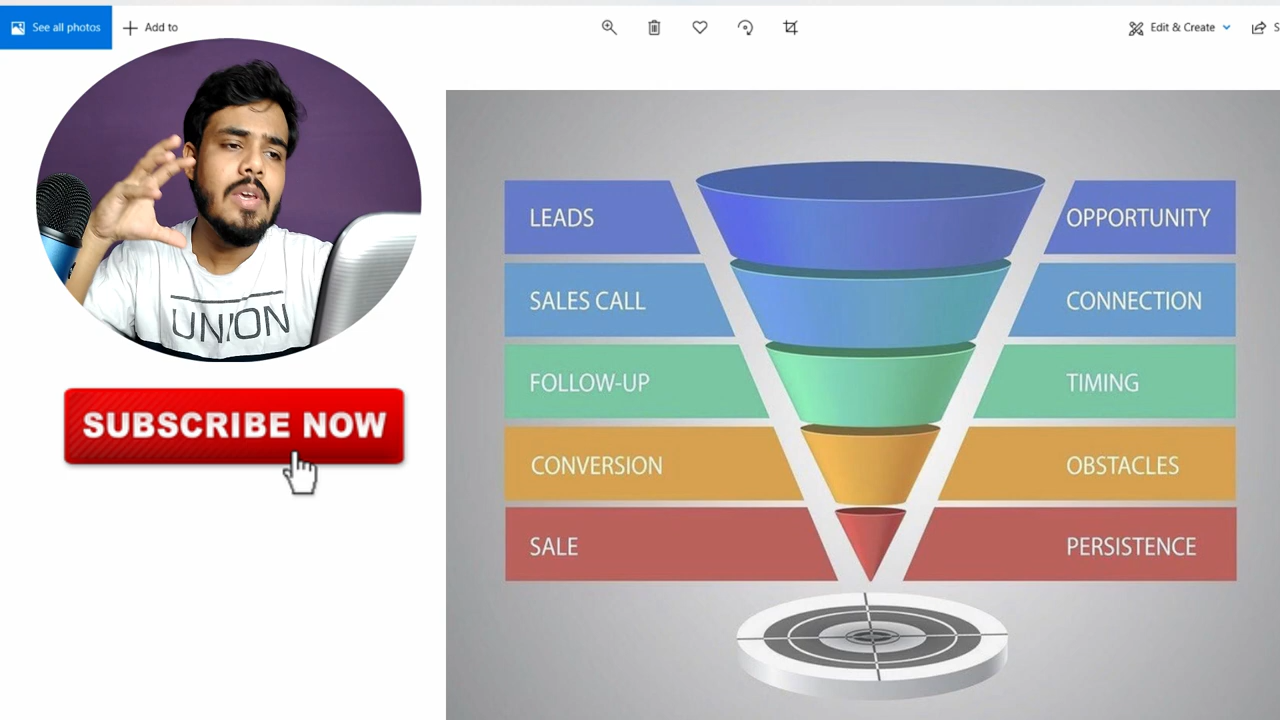 See all photos
Add to
Edit & Create
S
UNION
SUBSCRIBE NOW
LEADS
OPPORTUNITY
SALES CALL
CONNECTION
FOLLOW-UP
TIMING
CONVERSION
OBSTACLES
SALE
PERSISTENCE